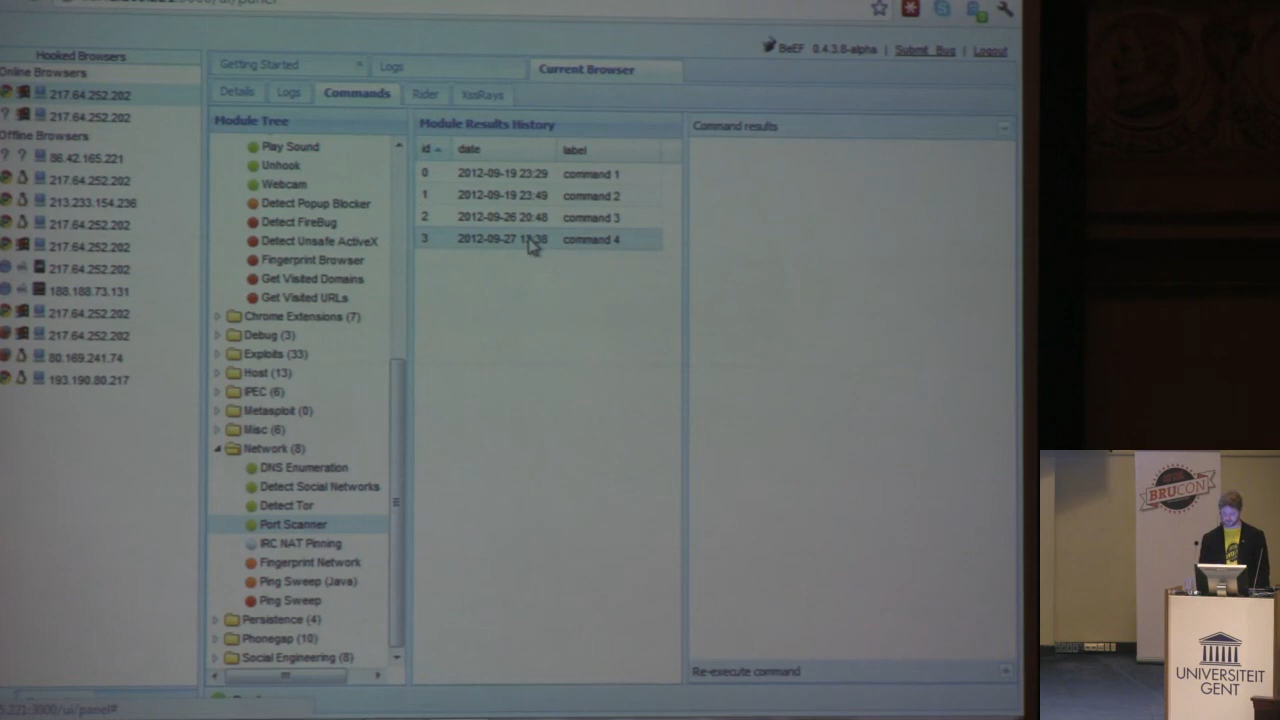 BeEF 0.4.3.8-alpha | Submit Bug | Logout
Hooked Browsers
Online Browsers
217.64.252.202
217.64.252.202
Offline Browsers
86.42.165.221
217.64.252.202
213.233.154.236
217.64.252.202
217.64.252.202
217.64.252.202
188.188.73.131
217.64.252.202
217.64.252.202
80.169.241.74
193.190.80.217
Getting Started
Logs
Current Browser
Details
Logs
Commands
Rider
XssRays
Module Tree
Play Sound
Unhook
Webcam
Detect Popup Blocker
Detect FireBug
Detect Unsafe ActiveX
Fingerprint Browser
Get Visited Domains
Get Visited URLs
Chrome Extensions (7)
Debug (3)
Exploits (33)
Host (13)
IPEC (6)
Metasploit (0)
Misc (6)
Network (8)
DNS Enumeration
Detect Social Networks
Detect Tor
Port Scanner
IRC NAT Pinning
Fingerprint Network
Ping Sweep (Java)
Ping Sweep
Persistence (4)
Phonegap (10)
Social Engineering (8)
Module Results History
id date label
0 2012-09-19 23:29 command 1
1 2012-09-19 23:49 command 2
2 2012-09-26 20:48 command 3
3 2012-09-27 command 4
Command results
Re-execute command
5.221:3000/ui/panel#
BRUCON
UNIVERSITEIT
GENT